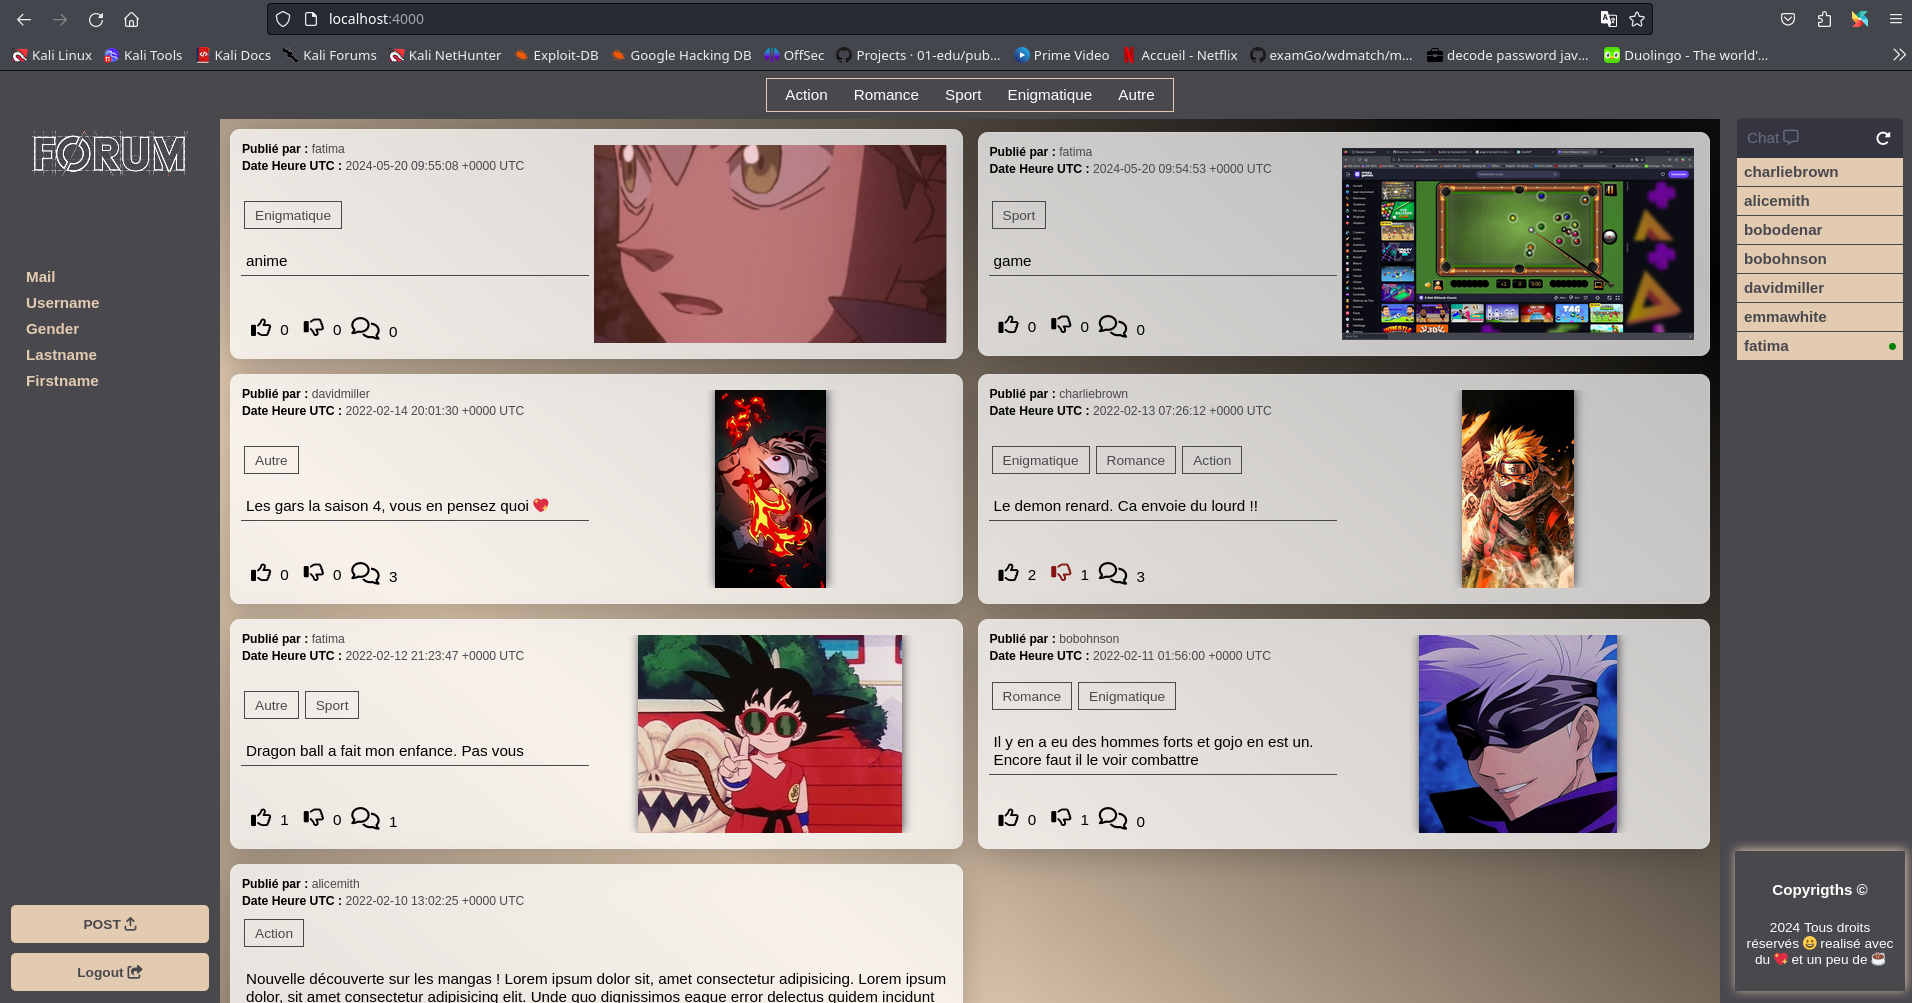 localhost:4000
Kali Linux Kali Tools Kali Docs Kali Forums Kali NetHunter Exploit-DB Google Hacking DB OffSec Projects · 01-edu/pub... Prime Video Accueil - Netflix examGo/wdmatch/m... decode password jav... Duolingo - The world'...
Action Romance Sport Enigmatique Autre
FORUM
Mail
Username
Gender
Lastname
Firstname
POST
Logout
Publié par : fatima
Date Heure UTC : 2024-05-20 09:55:08 +0000 UTC
Enigmatique
anime
0 0 0
Publié par : fatima
Date Heure UTC : 2024-05-20 09:54:53 +0000 UTC
Sport
game
0 0 0
Publié par : davidmiller
Date Heure UTC : 2022-02-14 20:01:30 +0000 UTC
Autre
Les gars la saison 4, vous en pensez quoi 💖
0 0 3
Publié par : charliebrown
Date Heure UTC : 2022-02-13 07:26:12 +0000 UTC
Enigmatique Romance Action
Le demon renard. Ca envoie du lourd !!
2 1 3
Publié par : fatima
Date Heure UTC : 2022-02-12 21:23:47 +0000 UTC
Autre Sport
Dragon ball a fait mon enfance. Pas vous
1 0 1
Publié par : bobohnson
Date Heure UTC : 2022-02-11 01:56:00 +0000 UTC
Romance Enigmatique
Il y en a eu des hommes forts et gojo en est un.
Encore faut il le voir combattre
0 1 0
Publié par : alicemith
Date Heure UTC : 2022-02-10 13:02:25 +0000 UTC
Action
Nouvelle découverte sur les mangas ! Lorem ipsum dolor sit, amet consectetur adipisicing. Lorem ipsum
dolor, sit amet consectetur adipisicing elit. Unde quo dignissimos eaque error delectus quidem incidunt
Chat
charliebrown
alicemith
bobodenar
bobohnson
davidmiller
emmawhite
fatima
Copyrigths ©
2024 Tous droits
réservés 😀 realisé avec
du 💖 et un peu de ☕